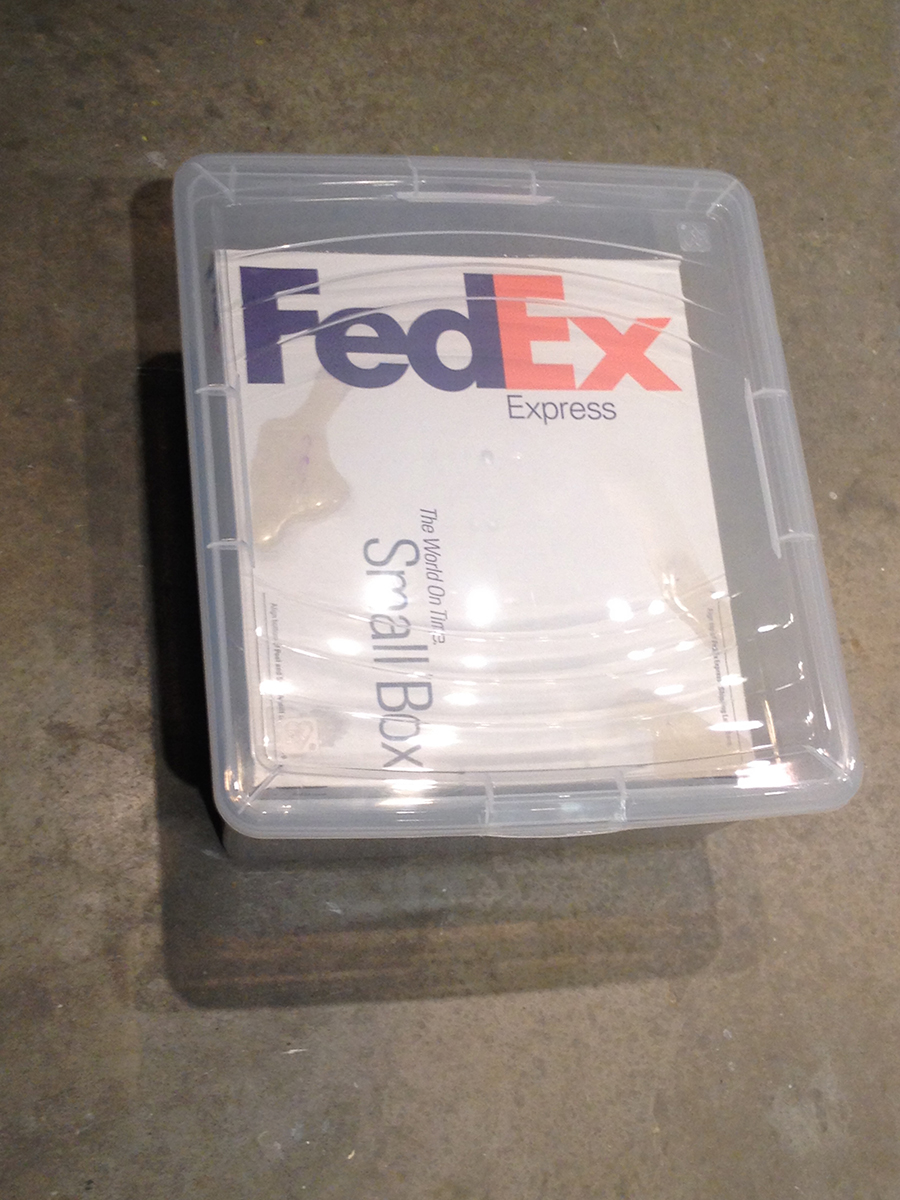 FedEx
Express
The World On Time.
Small Box